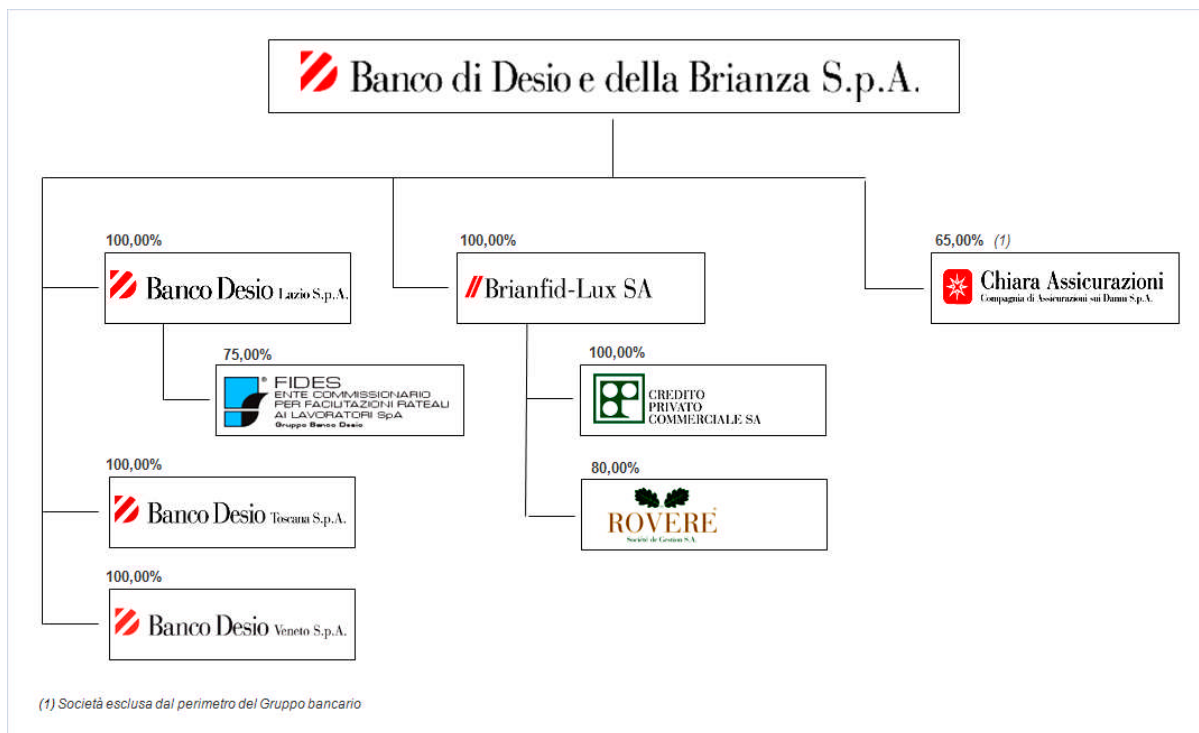 Banco di Desio e della Brianza S.p.A.
100,00%
Banco Desio Lazio S.p.A.
75,00%
FIDES
ENTE COMMISSIONARIO
PER FACILITAZIONI RATEALI
AI LAVORATORI SpA
Gruppo Banco Desio
100,00%
Banco Desio Toscana S.p.A.
100,00%
Banco Desio Veneto S.p.A.
100,00%
Brianfid-Lux SA
100,00%
CREDITO
PRIVATO
COMMERCIALE SA
80,00%
ROVERE
Société de Gestion S.A.
65,00% (1)
Chiara Assicurazioni
Compagnia di Assicurazioni sui Danni S.p.A.
(1) Società esclusa dal perimetro del Gruppo bancario